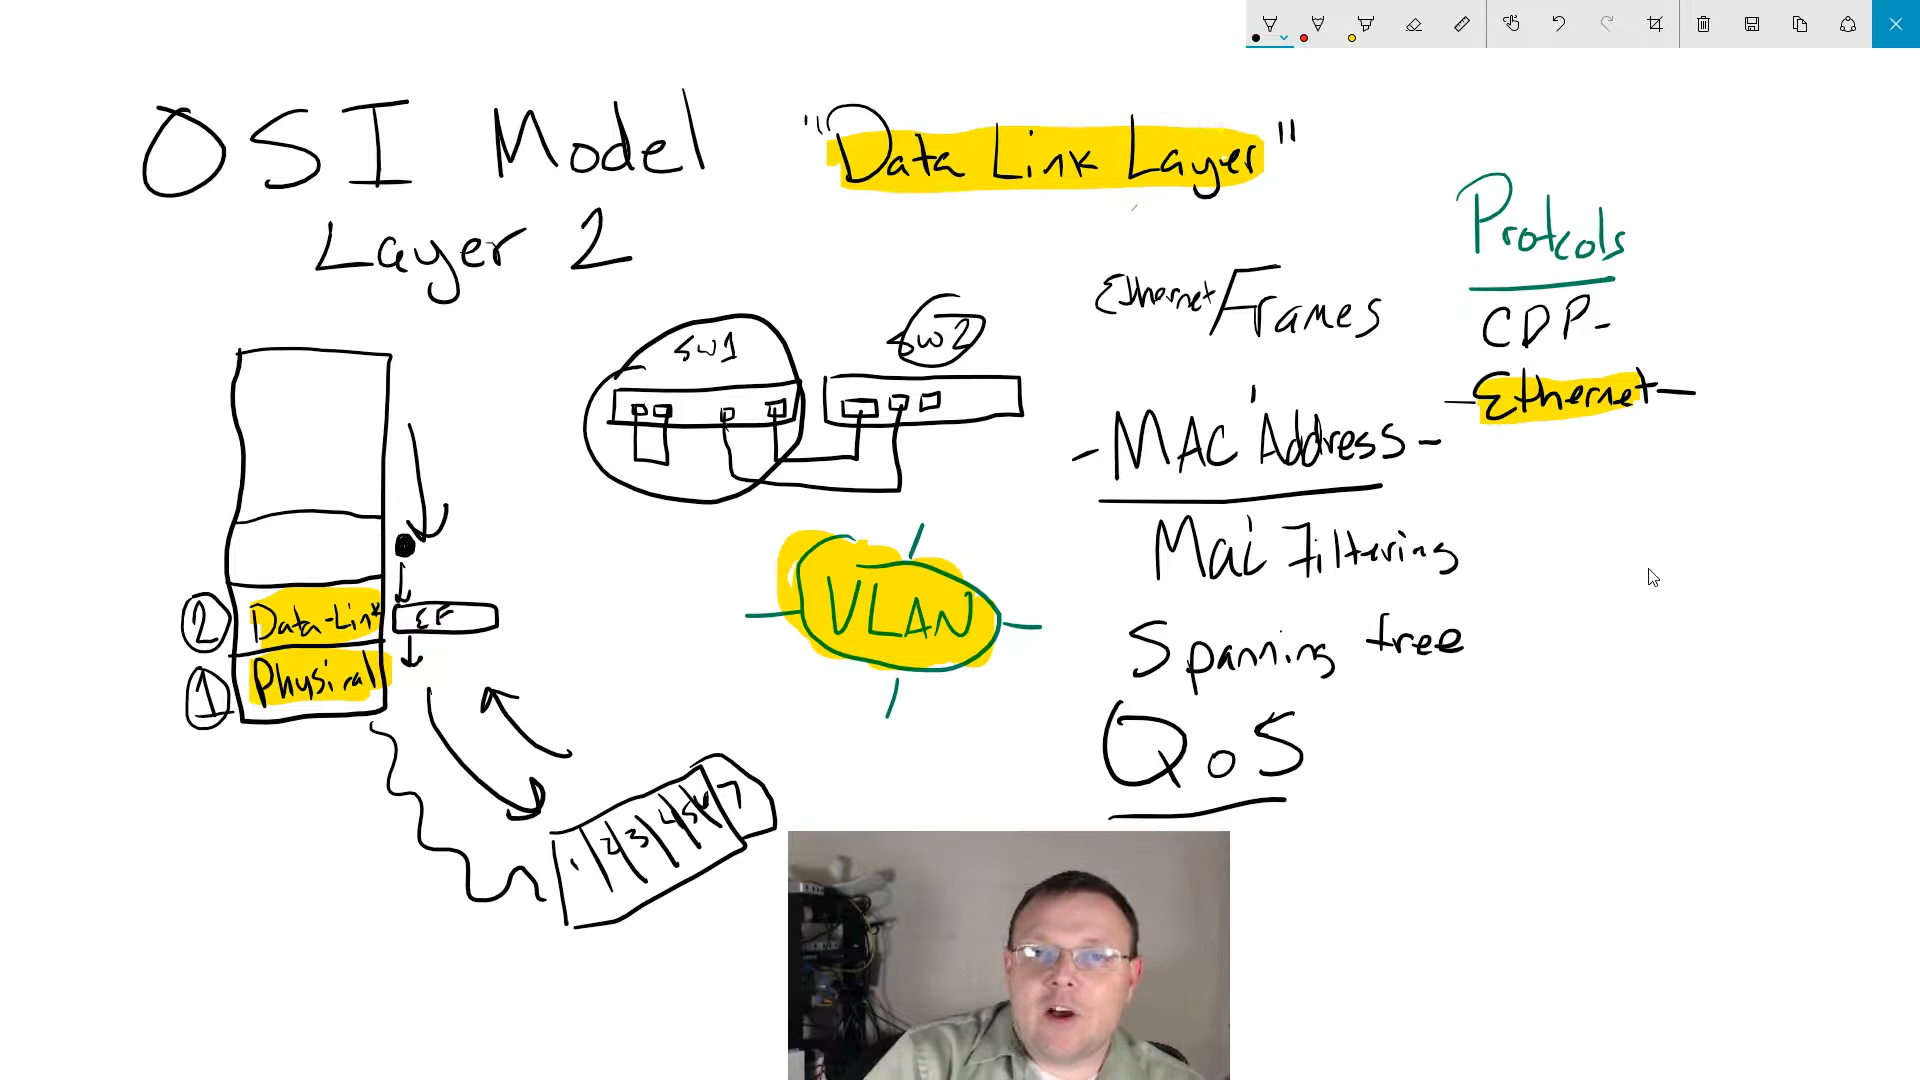 OSI Model "Data Link Layer"
Layer 2
Protcols
Ethernet/Frames
CDP-
SW1
SW2
-Ethernet-
-MAC Address-
Mac Filtering
VLAN
② Data-Link
EF
① Physical
Spanning tree
QoS
1 2 3 4 5 6 7